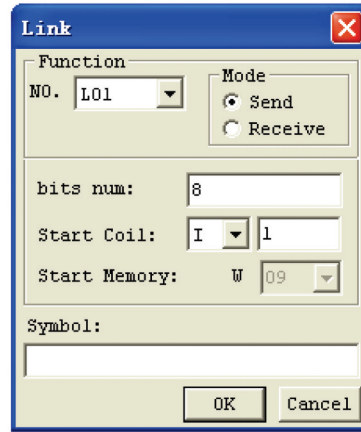 Link
Function
NO. L01
Mode
Send
Receive
bits num: 8
Start Coil: I 1
Start Memory: W 09
Symbol:
OK Cancel